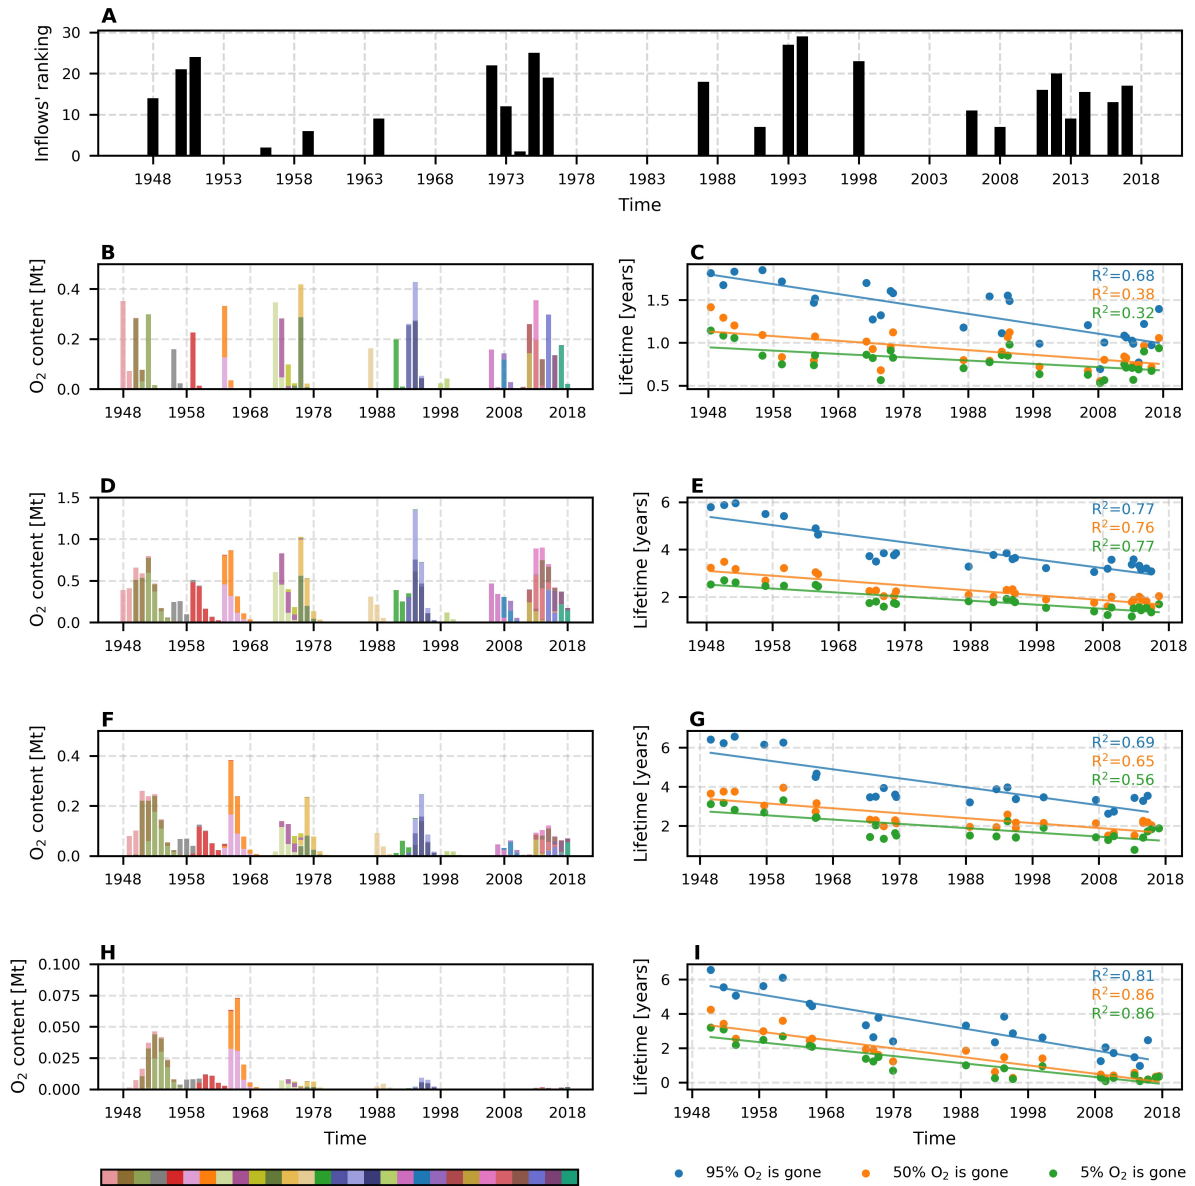 A
Inflows' ranking
30
20
10
0
1948 1953 1958 1963 1968 1973 1978 1983 1988 1993 1998 2003 2008 2013 2018
Time
B
O2 content [Mt]
0.4
0.2
0.0
1948 1958 1968 1978 1988 1998 2008 2018
C
Lifetime [years]
1.5
1.0
0.5
R²=0.68
R²=0.38
R²=0.32
1948 1958 1968 1978 1988 1998 2008 2018
D
O2 content [Mt]
1.5
1.0
0.5
0.0
1948 1958 1968 1978 1988 1998 2008 2018
E
Lifetime [years]
6
4
2
R²=0.77
R²=0.76
R²=0.77
1948 1958 1968 1978 1988 1998 2008 2018
F
O2 content [Mt]
0.4
0.2
0.0
1948 1958 1968 1978 1988 1998 2008 2018
G
Lifetime [years]
6
4
2
R²=0.69
R²=0.65
R²=0.56
1948 1958 1968 1978 1988 1998 2008 2018
H
O2 content [Mt]
0.100
0.075
0.050
0.025
0.000
1948 1958 1968 1978 1988 1998 2008 2018
Time
I
Lifetime [years]
6
4
2
0
R²=0.81
R²=0.86
R²=0.86
1948 1958 1968 1978 1988 1998 2008 2018
Time
95% O2 is gone 50% O2 is gone 5% O2 is gone